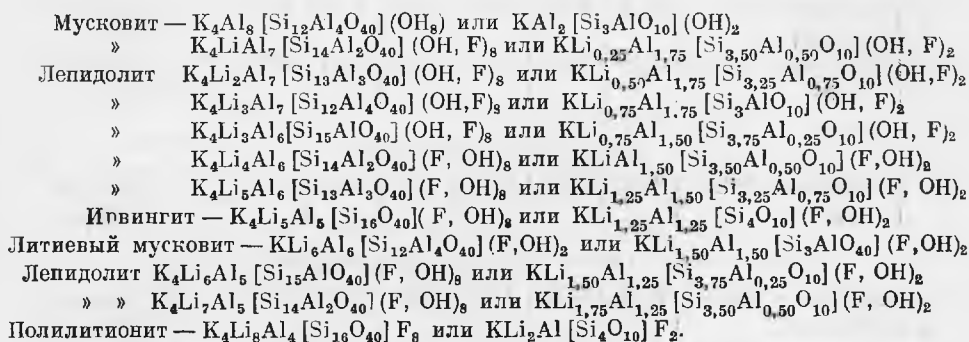 Мусковит — K₄Al₈ [Si₁₂Al₄O₄₀] (OH₈) или KAl₂ [Si₃AlO₁₀] (OH)₂
» K₄LiAl₇ [Si₁₄Al₂O₄₀] (OH, F)₈ или KLi₀,₂₅Al₁,₇₅ [Si₃,₅₀Al₀,₅₀O₁₀] (OH, F)₂
Лепидолит K₄Li₂Al₇ [Si₁₃Al₃O₄₀] (OH, F)₈ или KLi₀,₅₀Al₁,₇₅ [Si₃,₂₅Al₀,₇₅O₁₀] (OH,F)₂
» K₄Li₃Al₇ [Si₁₂Al₄O₄₀] (OH,F)₈ или KLi₀,₇₅Al₁,₇₅ [Si₃AlO₁₀] (OH, F)₂
» K₄Li₃Al₆[Si₁₅AlO₄₀] (OH, F)₈ или KLi₀,₇₅Al₁,₅₀ [Si₃,₇₅Al₀,₂₅O₁₀] (OH, F)₂
» K₄Li₄Al₆ [Si₁₄Al₂O₄₀] (F, OH)₈ или KLiAl₁,₅₀ [Si₃,₅₀Al₀,₅₀O₁₀] (F,OH)₂
» K₄Li₅Al₆ [Si₁₃Al₃O₄₀] (F, OH)₈ или KLi₁,₂₅Al₁,₅₀ [Si₃,₂₅Al₀,₇₅O₁₀] (F, OH)₂
Ирвингит — K₄Li₅Al₅ [Si₁₆O₄₀]( F, OH)₈ или KLi₁,₂₅Al₁,₂₅ [Si₄O₁₀] (F, OH)₂
Литиевый мусковит — KLi₆Al₆ [Si₁₂Al₄O₄₀] (F,OH)₂ или KLi₁,₅₀Al₁,₅₀ [Si₃AlO₄₀] (F,OH)₂
Лепидолит K₄Li₆Al₅ [Si₁₅AlO₄₀] (F, OH)₈ или KLi₁,₅₀Al₁,₂₅ [Si₃,₇₅Al₀,₂₅O₁₀] (F, OH)₂
» » K₄Li₇Al₅ [Si₁₄Al₂O₄₀] (F, OH)₈ или KLi₁,₇₅Al₁,₂₅ [Si₃,₅₀Al₀,₅₀O₁₀] (F, OH)₂
Полилитионит — K₄Li₈Al₄ [Si₁₆O₄₀] F₈ или KLi₂Al [Si₄O₁₀] F₂.